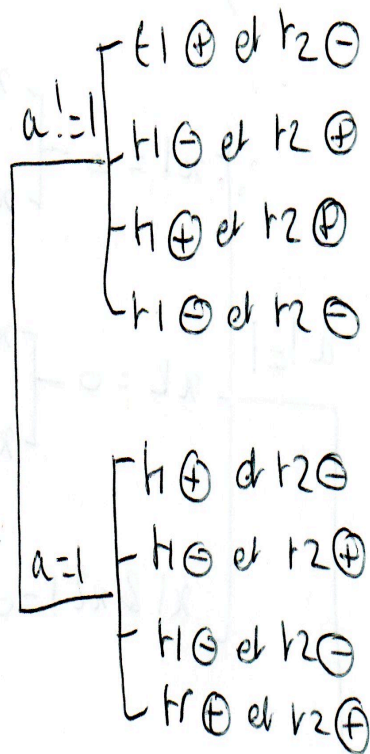 r1 ⊕ et r2 ⊖
a != 1
r1 ⊖ et r2 ⊕
r1 ⊕ et r2 ⊕
r1 ⊖ et r2 ⊖
r1 ⊕ et r2 ⊖
r1 ⊖ et r2 ⊕
a = 1
r1 ⊖ et r2 ⊖
r1 ⊕ et r2 ⊕